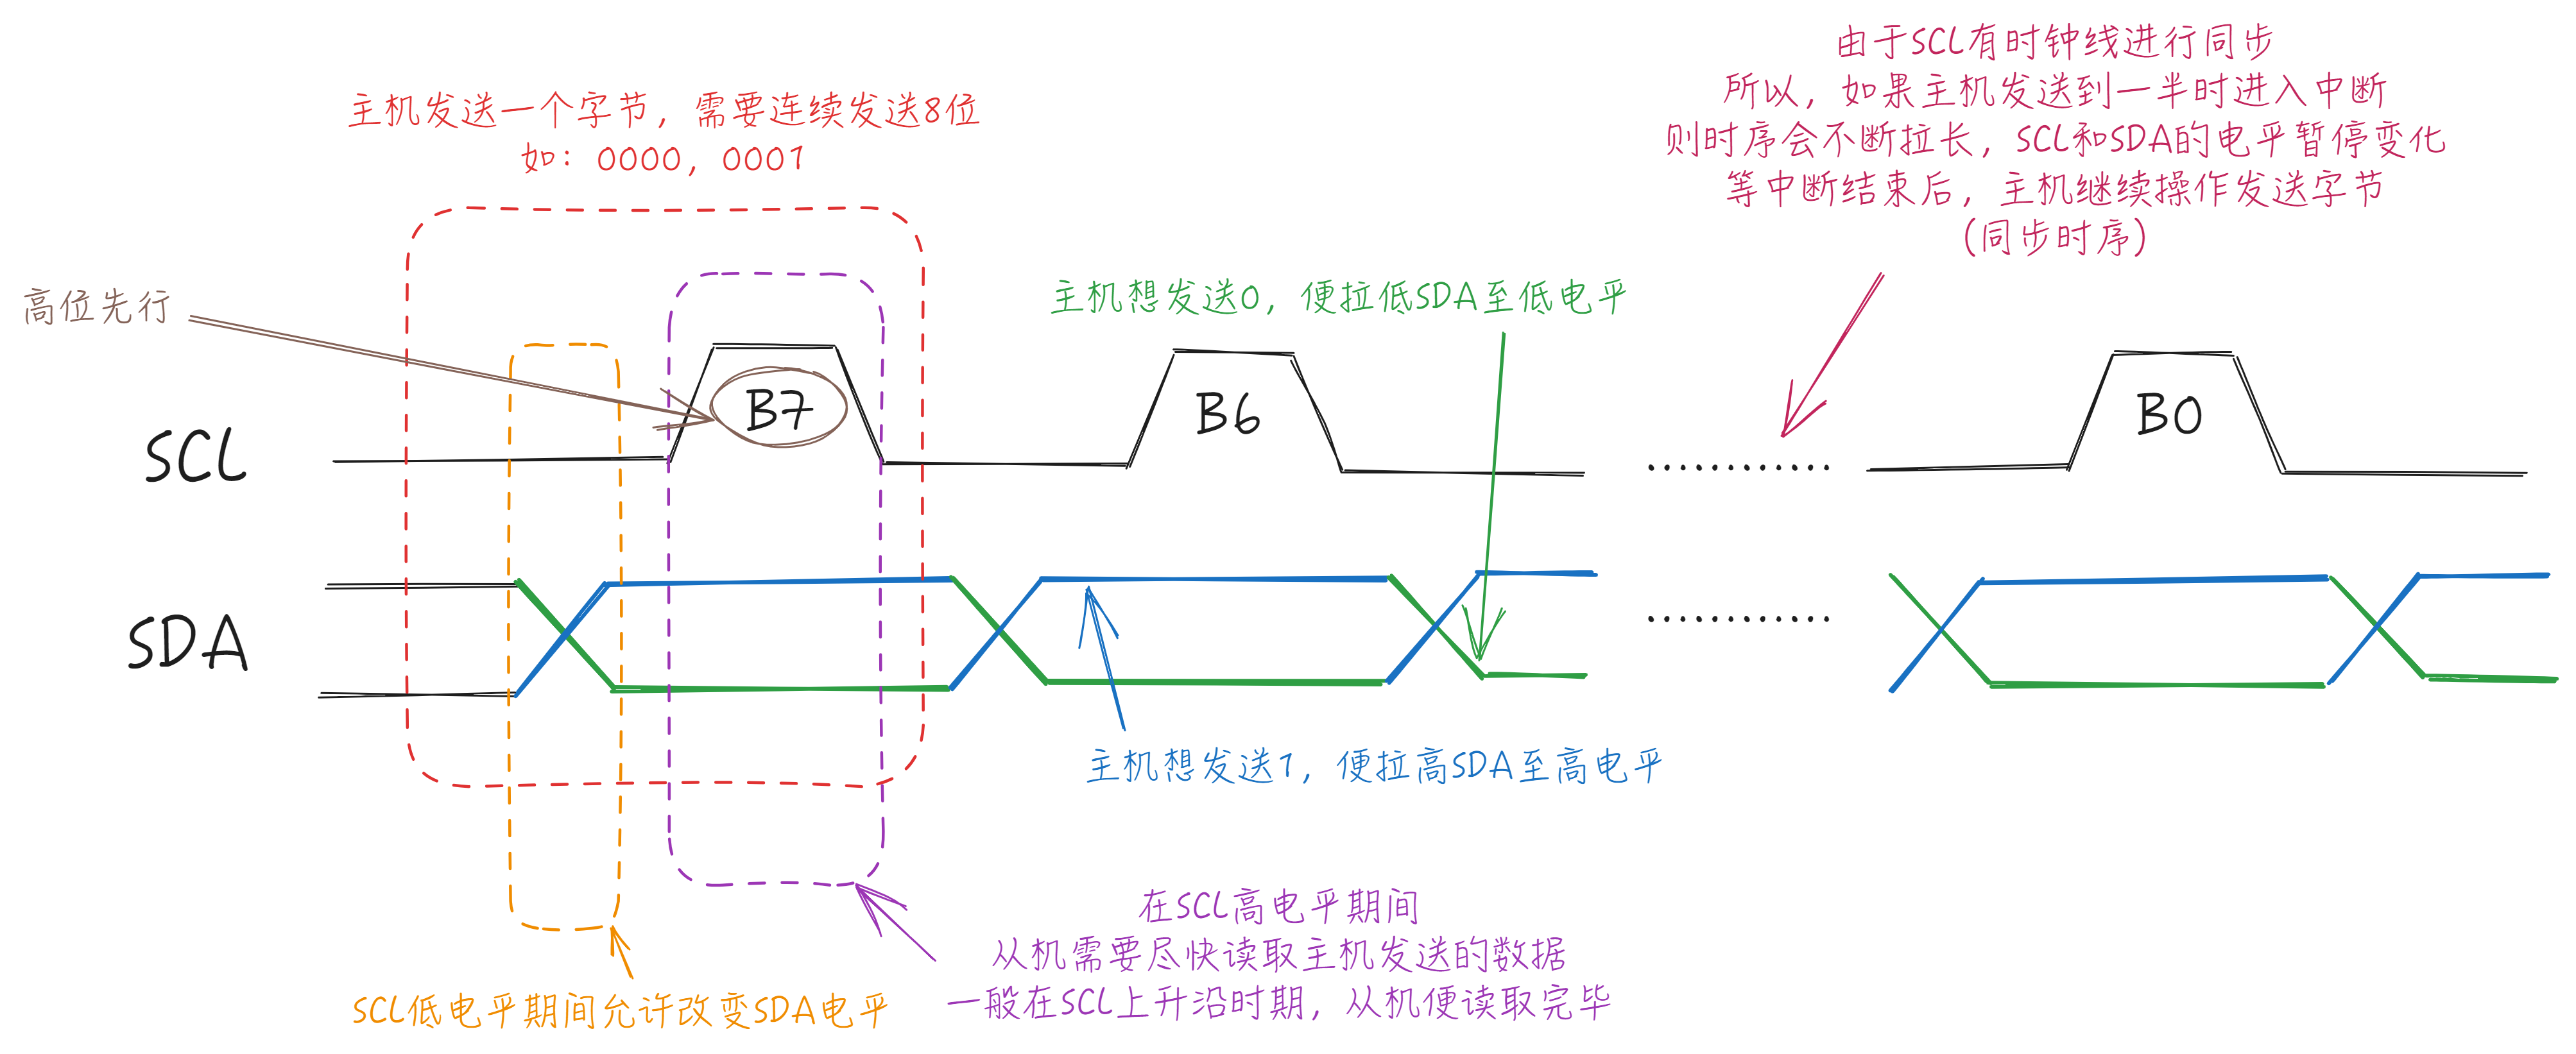 由于SCL有时钟线进行同步
所以，如果主机发送到一半时进入中断
则时序会不断拉长，SCL和SDA的电平暂停变化
等中断结束后，主机继续操作发送字节
(同步时序)
主机发送一个字节，需要连续发送8位
如：0000，0001
高位先行
主机想发送0，便拉低SDA至低电平
SCL
B7
B6
B0
SDA
主机想发送1，便拉高SDA至高电平
在SCL高电平期间
从机需要尽快读取主机发送的数据
一般在SCL上升沿时期，从机便读取完毕
SCL低电平期间允许改变SDA电平